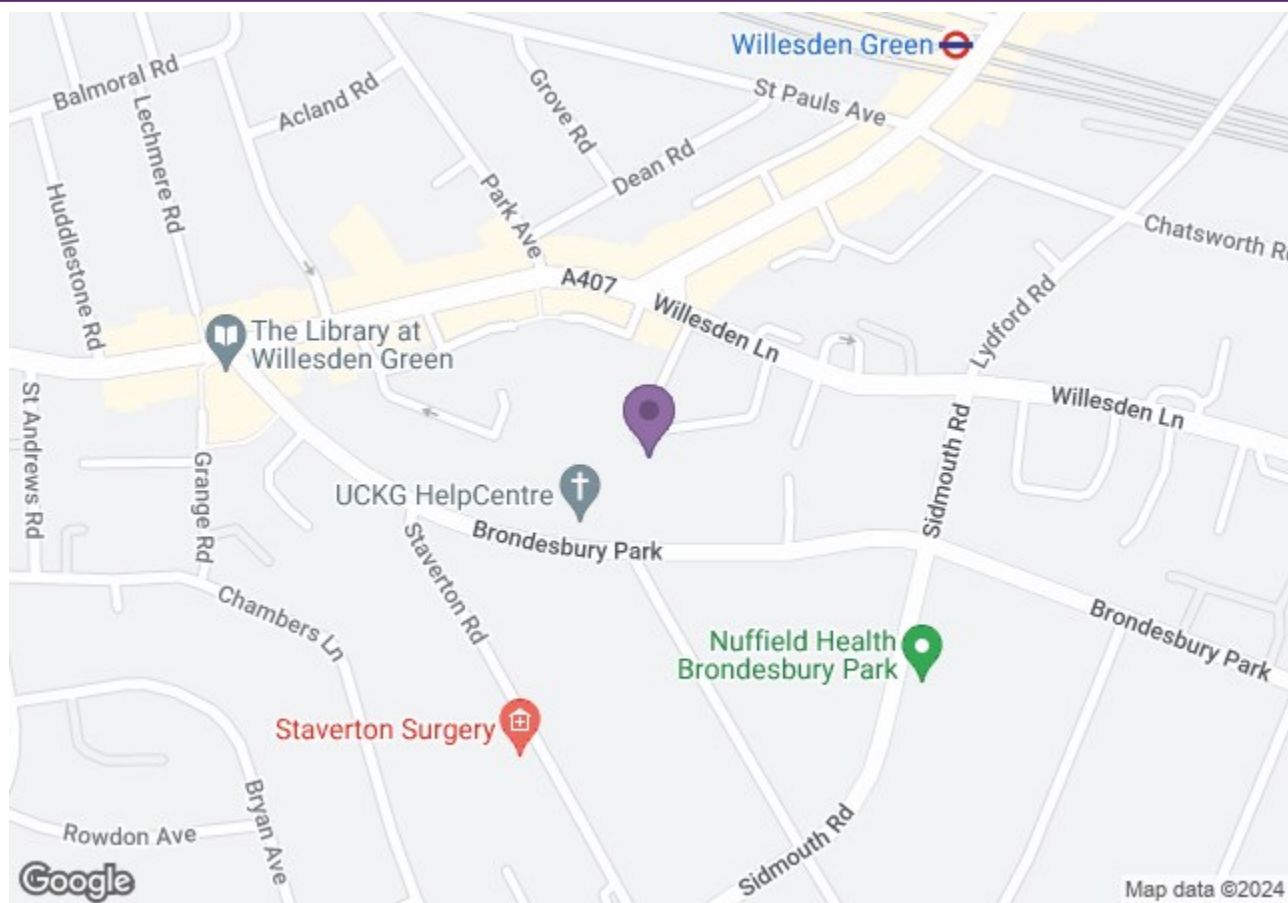 Willesden Green
Balmoral Rd
Lechmere Rd
Acland Rd
Grove Rd
St Pauls Ave
Dean Rd
Huddlestone Rd
Park Ave
Chatsworth R
A407
Willesden Ln
Lydford Rd
The Library at
Willesden Green
St Andrews Rd
Willesden Ln
Grange Rd
Sidmouth Rd
UCKG HelpCentre
Brondesbury Park
Staverton Rd
Chambers Ln
Brondesbury Park
Nuffield Health
Brondesbury Park
Staverton Surgery
Bryan Ave
Rowdon Ave
Sidmouth Rd
Google
Map data ©2024